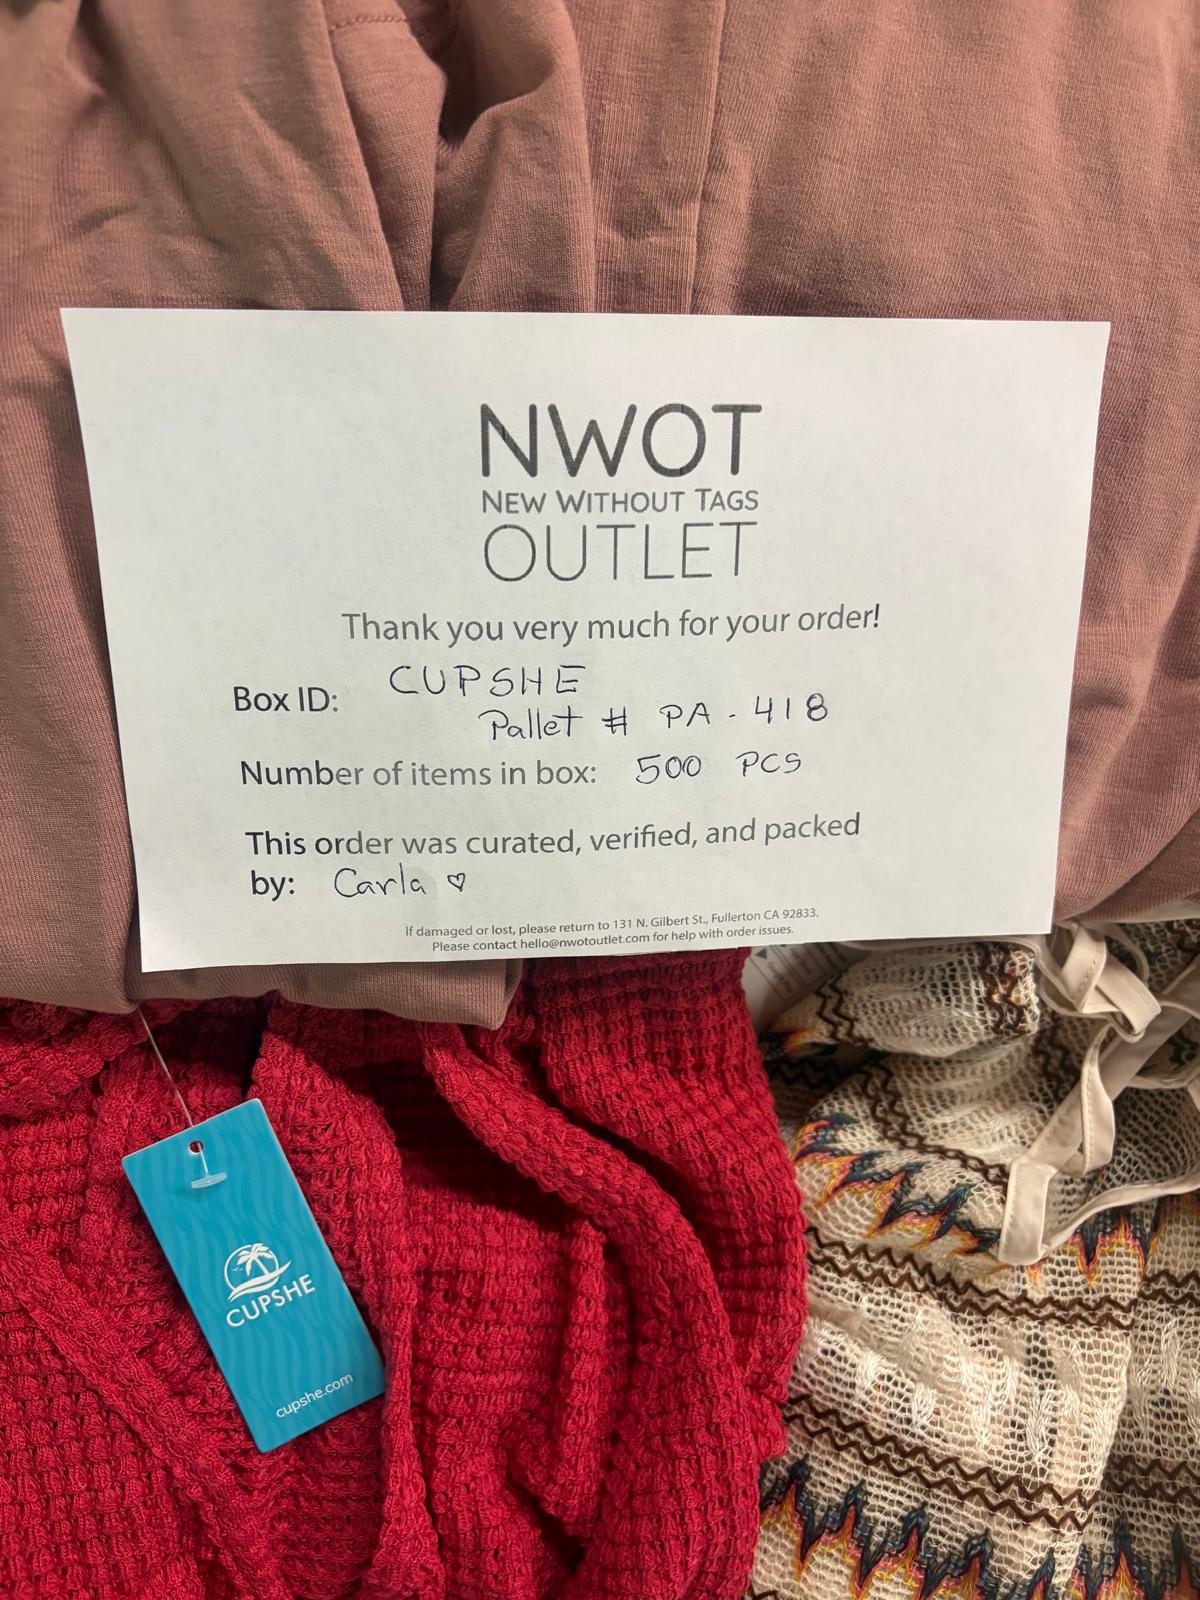 NWOT
NEW WITHOUT TAGS
OUTLET
Thank you very much for your order!
Box ID: CUPSHE
Pallet # PA - 418
Number of items in box: 500 PCS
This order was curated, verified, and packed
by: Carla ♡
If damaged or lost, please return to 131 N. Gilbert St., Fullerton CA 92833.
Please contact hello@nwotoutlet.com for help with order issues.
CUPSHE
cupshe.com